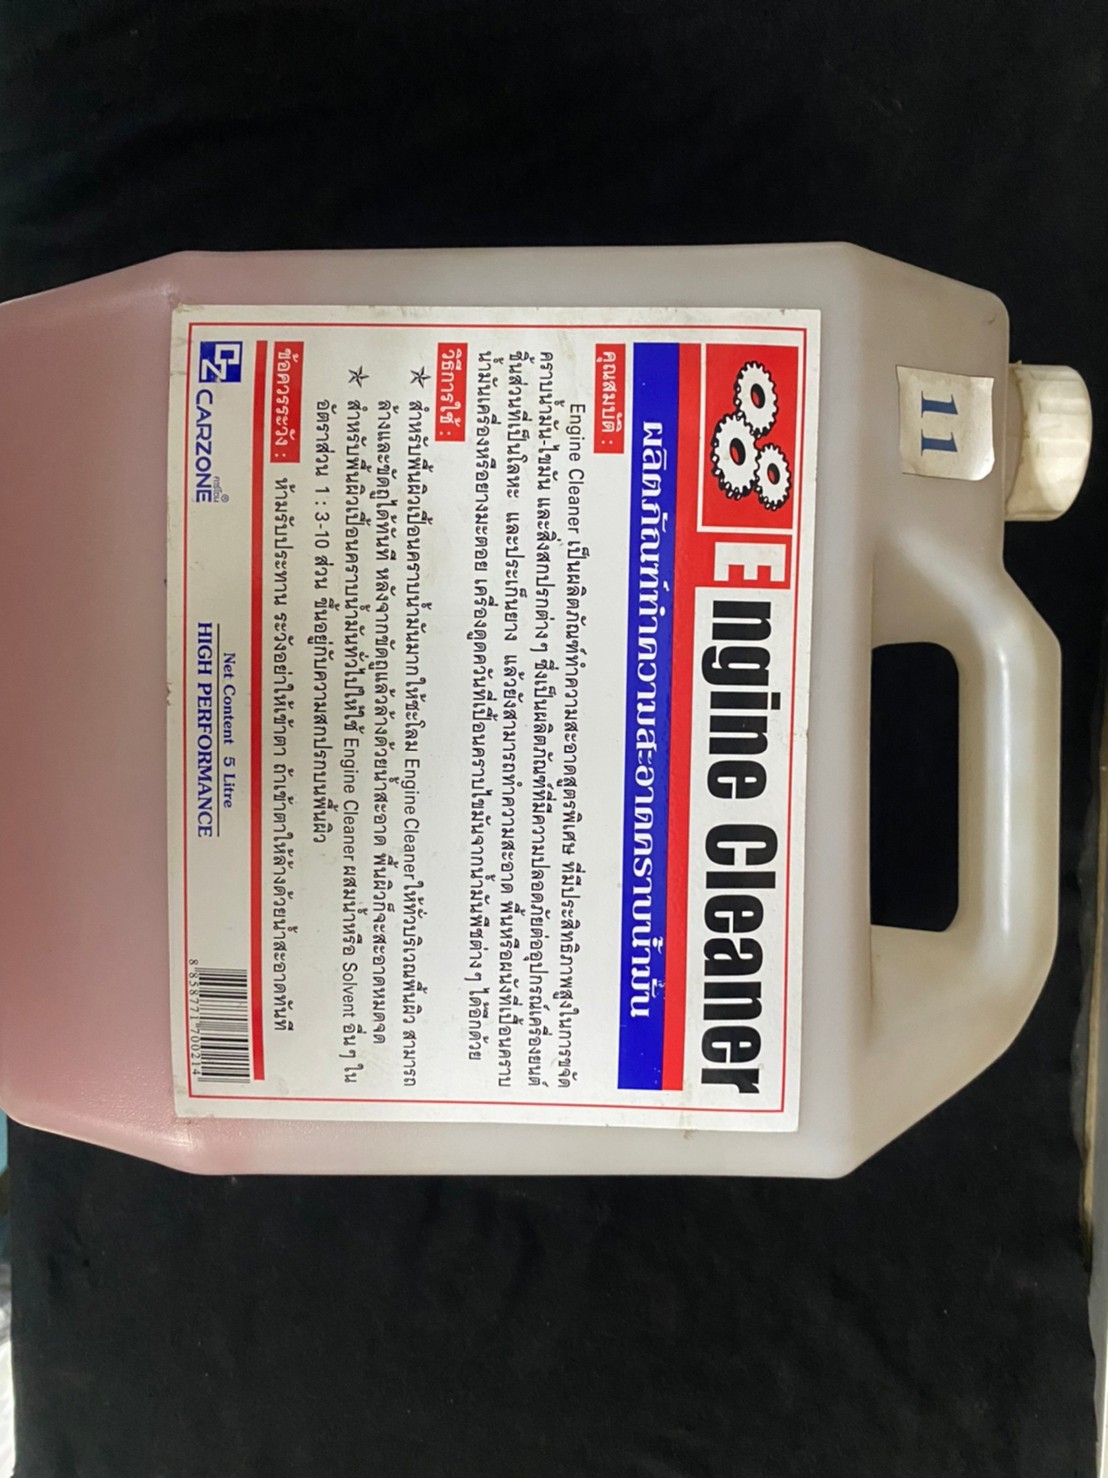 11
Engine Cleaner
ผลิตภัณฑ์ทำความสะอาดคราบน้ำมัน
คุณสมบัติ :
Engine Cleaner เป็นผลิตภัณฑ์ทำความสะอาดสูตรพิเศษ ที่มีประสิทธิภาพสูงในการขจัด
คราบน้ำมัน-ไขมัน และสิ่งสกปรกต่างๆ ซึ่งเป็นผลิตภัณฑ์ที่มีความปลอดภัยต่ออุปกรณ์เครื่องยนต์
ชิ้นส่วนที่เป็นโลหะ และประเก็นยาง แล้วยังสามารถทำความสะอาด พื้นหรือผนังที่เปื้อนคราบ
น้ำมันเครื่องหรือยางมะตอย เครื่องดูดควันที่เปื้อนคราบไขมันจากน้ำมันพืชต่างๆ ได้อีกด้วย
วิธีการใช้ :
* สำหรับพื้นผิวเปื้อนคราบน้ำมันมากให้ชะโลม Engine Cleaner ให้ทั่วบริเวณพื้นผิว สามารถ
ล้างและขัดถูได้ทันที หลังจากขัดถูแล้วล้างด้วยน้ำสะอาด พื้นผิวก็จะสะอาดหมดจด
* สำหรับพื้นผิวเปื้อนคราบน้ำมันทั่วไปให้ใช้ Engine Cleaner ผสมน้ำหรือ Solvent อื่นๆ ใน
อัตราส่วน 1 : 3-10 ส่วน ขึ้นอยู่กับความสกปรกบนพื้นผิว
ข้อควรระวัง : ห้ามรับประทาน ระวังอย่าให้เข้าตา ถ้าเข้าตาให้ล้างด้วยน้ำสะอาดทันที
CZ CARZONE ®
คาร์โซน
Net Content 5 Litre
HIGH PERFORMANCE
8 858771 700214